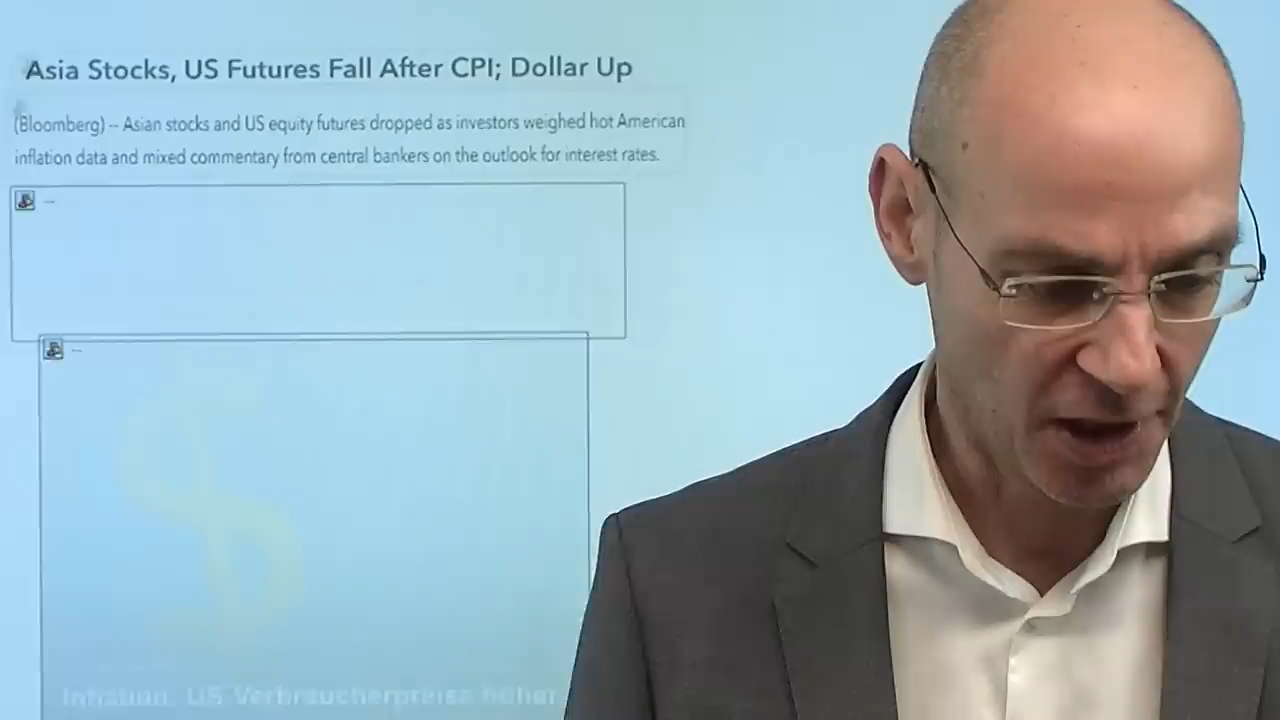 Asia Stocks, US Futures Fall After CPI; Dollar Up
(Bloomberg) -- Asian stocks and US equity futures dropped as investors weighed hot American
inflation data and mixed commentary from central bankers on the outlook for interest rates.
Inflation: US-Verbraucherpreise höher